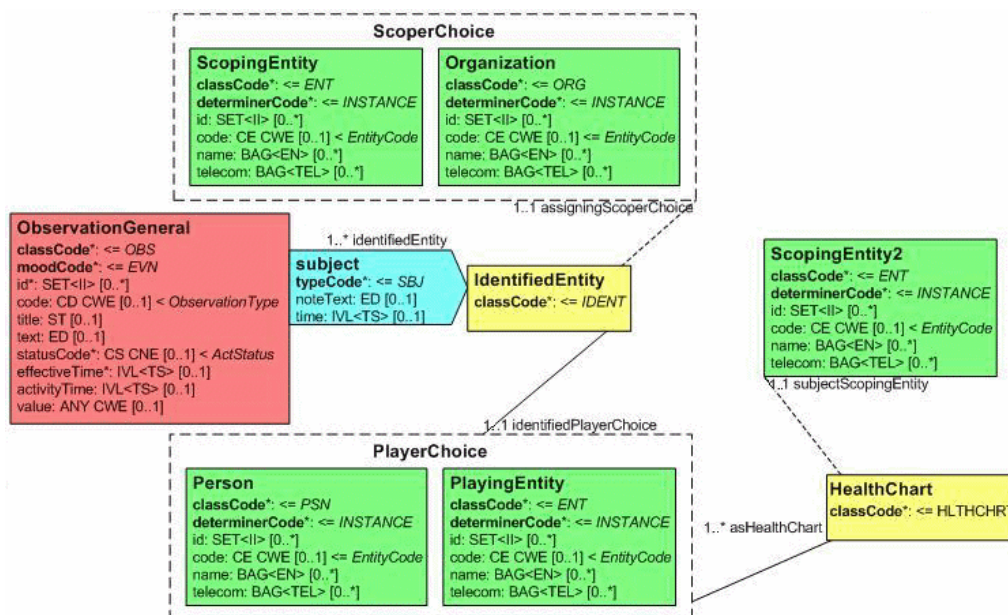 ScoperChoice
ScopingEntity
classCode*: <= ENT
determinerCode*: <= INSTANCE
id: SET<II> [0..*]
code: CE CWE [0..1] < EntityCode
name: BAG<EN> [0..*]
telecom: BAG<TEL> [0..*]
Organization
classCode*: <= ORG
determinerCode*: <= INSTANCE
id: SET<II> [0..*]
code: CE CWE [0..1] <= EntityCode
name: BAG<EN> [0..*]
telecom: BAG<TEL> [0..*]
1..1 assigningScoperChoice
ObservationGeneral
classCode*: <= OBS
moodCode*: <= EVN
id*: SET<II> [0..*]
code: CD CWE [0..1] < ObservationType
title: ST [0..1]
text: ED [0..1]
statusCode*: CS CNE [0..1] < ActStatus
effectiveTime*: IVL<TS> [0..1]
activityTime: IVL<TS> [0..1]
value: ANY CWE [0..1]
1..* identifiedEntity
subject
typeCode*: <= SBJ
noteText: ED [0..1]
time: IVL<TS> [0..1]
IdentifiedEntity
classCode*: <= IDENT
ScopingEntity2
classCode*: <= ENT
determinerCode*: <= INSTANCE
id: SET<II> [0..*]
code: CE CWE [0..1] < EntityCode
name: BAG<EN> [0..*]
telecom: BAG<TEL> [0..*]
1..1 subjectScopingEntity
1..1 identifiedPlayerChoice
PlayerChoice
Person
classCode*: <= PSN
determinerCode*: <= INSTANCE
id: SET<II> [0..*]
code: CE CWE [0..1] <= EntityCode
name: BAG<EN> [0..*]
telecom: BAG<TEL> [0..*]
PlayingEntity
classCode*: <= ENT
determinerCode*: <= INSTANCE
id: SET<II> [0..*]
code: CE CWE [0..1] < EntityCode
name: BAG<EN> [0..*]
telecom: BAG<TEL> [0..*]
HealthChart
classCode*: <= HLTHCHRT
1..* asHealthChart